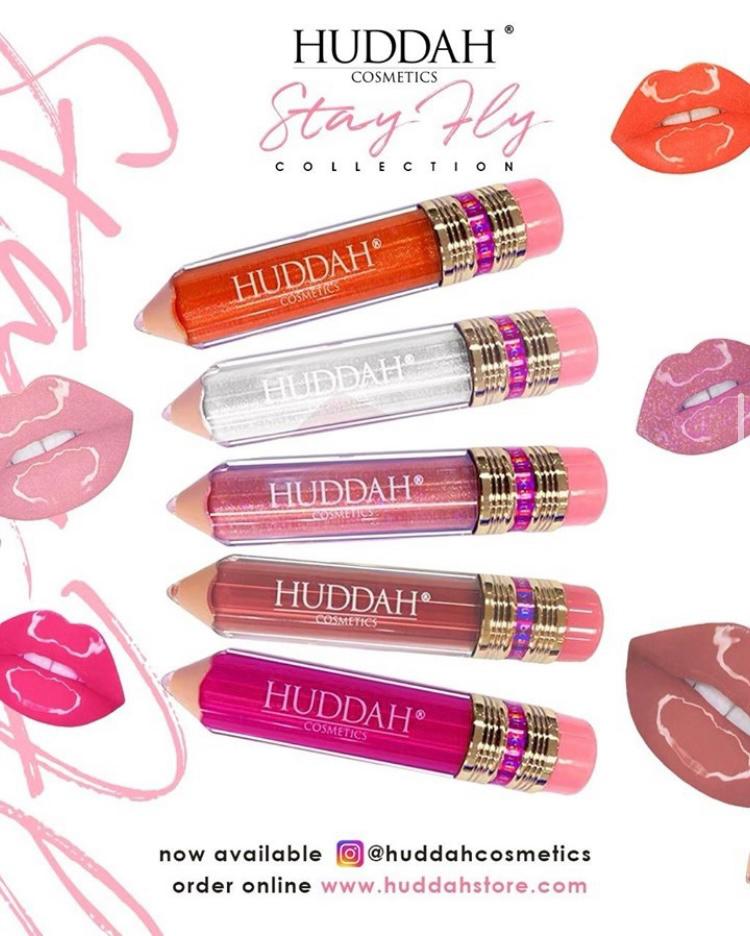 HUDDAH®
COSMETICS
Stay Fly
COLLECTION
HUDDAH®
COSMETICS
HUDDAH®
HUDDAH®
COSMETICS
HUDDAH®
COSMETICS
HUDDAH®
COSMETICS
now available @huddahcosmetics
order online www.huddahstore.com